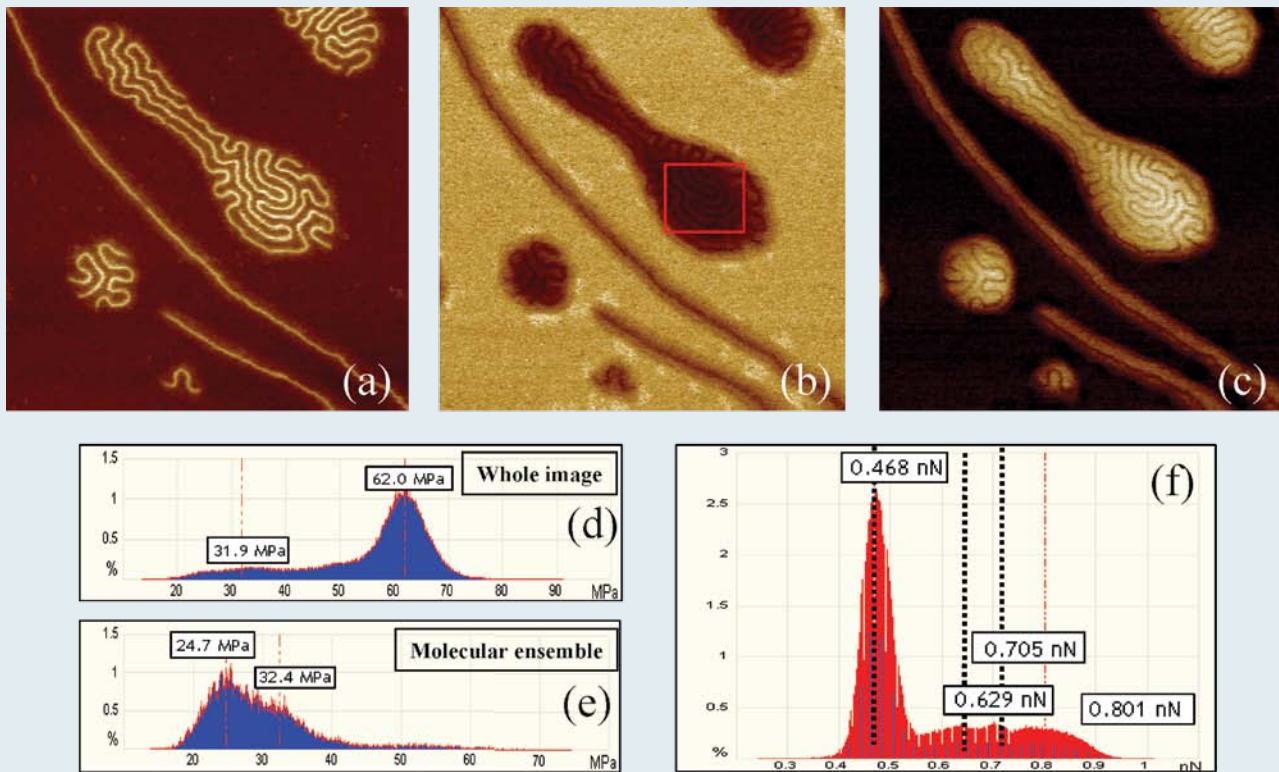 (a)
(b)
(c)
1.5
1
0.5
%
31.9 MPa
62.0 MPa
Whole image
(d)
20 30 40 50 60 70 80 90 MPa
1.5
1
0.5
%
24.7 MPa
32.4 MPa
Molecular ensemble
(e)
20 30 40 50 60 70 MPa
3
2.5
2
1.5
1
0.5
%
0.468 nN
(f)
0.705 nN
0.629 nN
0.801 nN
0.3 0.4 0.5 0.6 0.7 0.8 0.9 1 nN